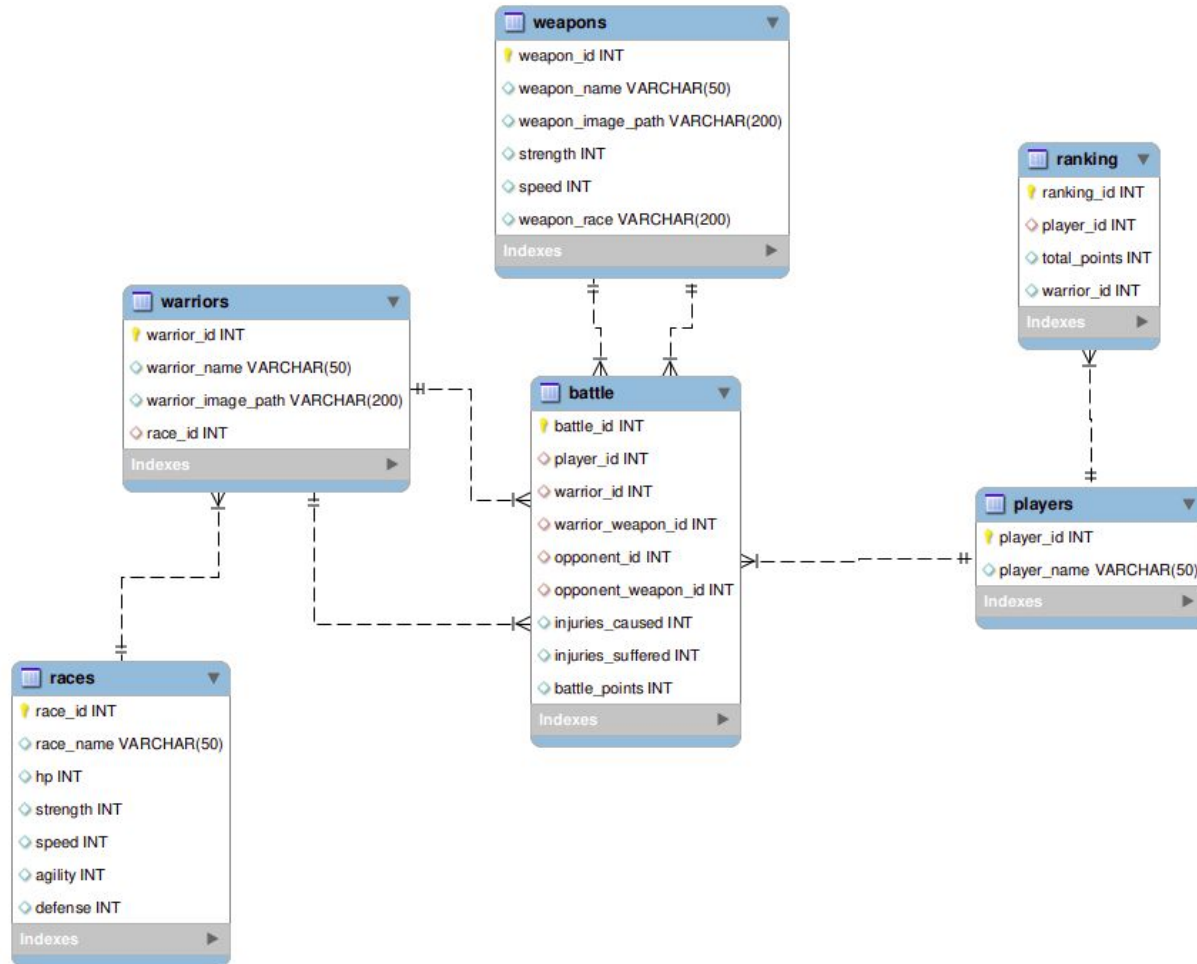 weapons
weapon_id INT
weapon_name VARCHAR(50)
weapon_image_path VARCHAR(200)
strength INT
speed INT
weapon_race VARCHAR(200)
Indexes
ranking
ranking_id INT
player_id INT
total_points INT
warrior_id INT
Indexes
warriors
warrior_id INT
warrior_name VARCHAR(50)
warrior_image_path VARCHAR(200)
race_id INT
Indexes
battle
battle_id INT
player_id INT
warrior_id INT
warrior_weapon_id INT
opponent_id INT
opponent_weapon_id INT
injuries_caused INT
injuries_suffered INT
battle_points INT
Indexes
players
player_id INT
player_name VARCHAR(50)
Indexes
races
race_id INT
race_name VARCHAR(50)
hp INT
strength INT
speed INT
agility INT
defense INT
Indexes